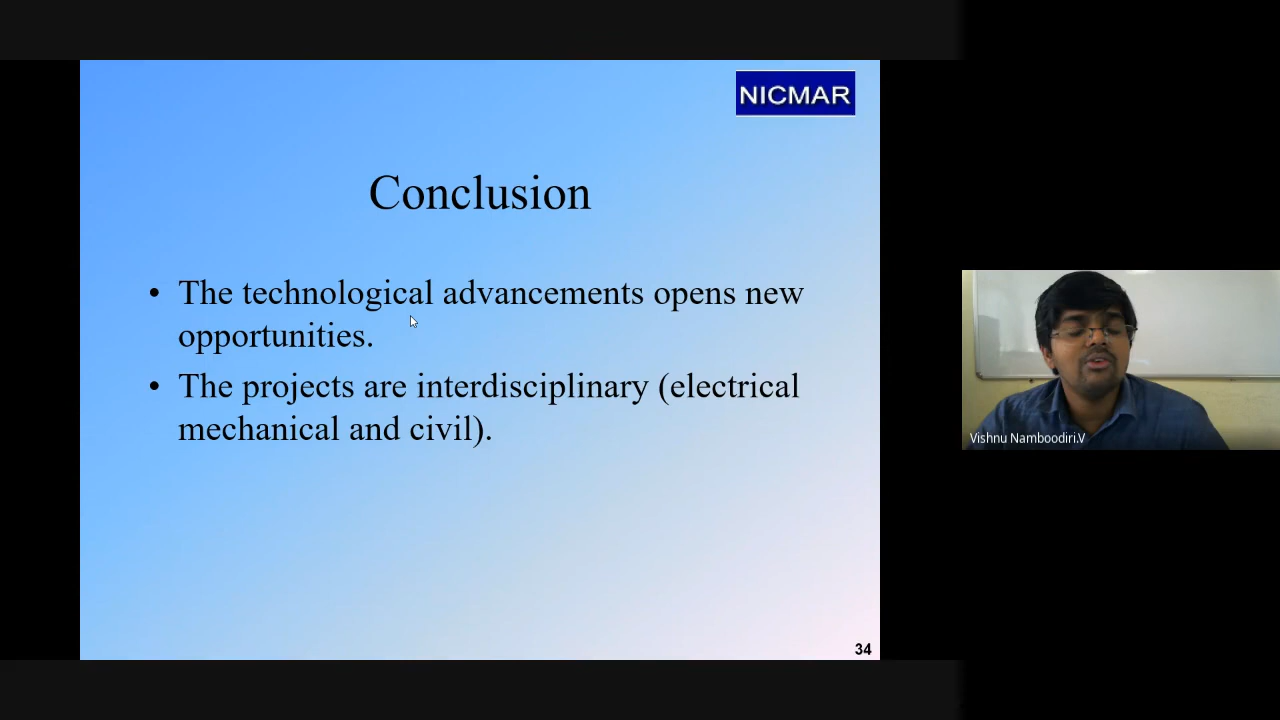 NICMAR
Conclusion
• The technological advancements opens new
opportunities.
• The projects are interdisciplinary (electrical
mechanical and civil).
Vishnu Namboodiri.V
34